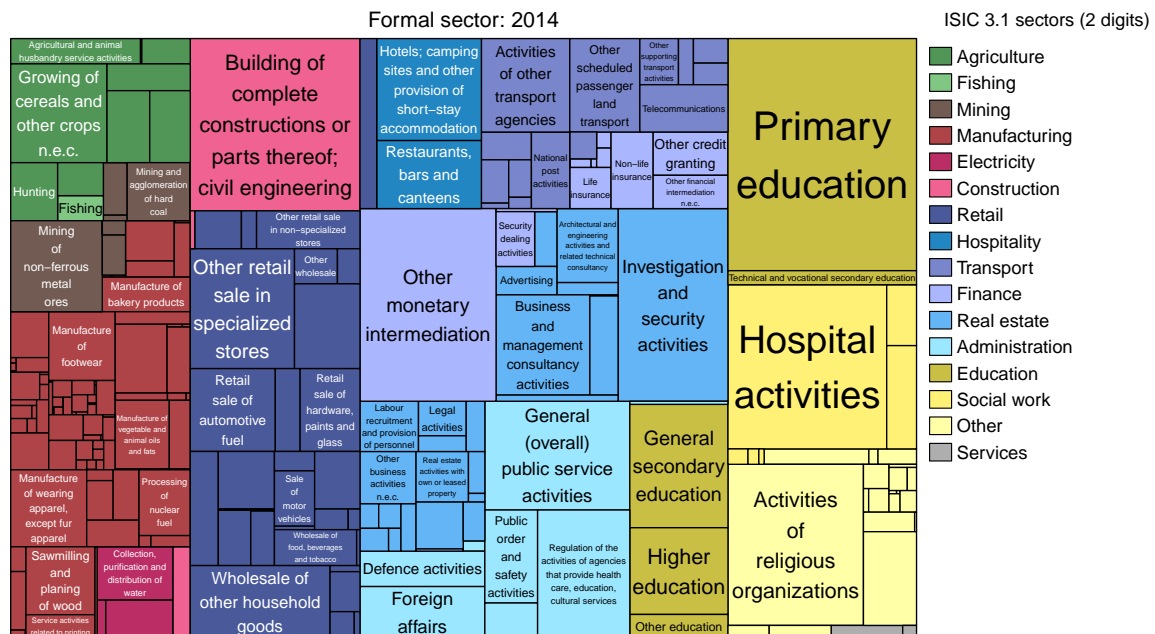 Formal sector: 2014
ISIC 3.1 sectors (2 digits)
Agriculture
Fishing
Mining
Manufacturing
Electricity
Construction
Retail
Hospitality
Transport
Finance
Real estate
Administration
Education
Social work
Other
Services
Agricultural and animal
husbandry service activities
Growing of
cereals and
other crops
n.e.c.
Hunting
Fishing
Mining and
agglomeration
of hard
coal
Mining
of
non−ferrous
metal
ores
Manufacture of
bakery products
Manufacture
of
footwear
Manufacture of
vegetable and
animal oils
and fats
Manufacture
of wearing
apparel,
except fur
apparel
Processing
of
nuclear
fuel
Sawmilling
and
planing
of wood
Service activities
related to printing
Collection,
purification and
distribution of
water
Building of
complete
constructions or
parts thereof;
civil engineering
Other retail sale
in non−specialized
stores
Other retail
sale in
specialized
stores
Other
wholesale
Retail
sale of
automotive
fuel
Retail
sale of
hardware,
paints and
glass
Sale
of
motor
vehicles
Wholesale of
food, beverages
and tobacco
Wholesale of
other household
goods
Hotels; camping
sites and other
provision of
short−stay
accommodation
Restaurants,
bars and
canteens
Activities
of other
transport
agencies
Other
scheduled
passenger
land
transport
Other
supporting
transport
activities
Telecommunications
National
post
activities
Life
insurance
Non−life
insurance
Other credit
granting
Other financial
intermediation
n.e.c.
Other
monetary
intermediation
Security
dealing
activities
Architectural and
engineering
activities and
related technical
consultancy
Advertising
Business
and
management
consultancy
activities
Investigation
and
security
activities
Labour
recruitment
and provision
of personnel
Legal
activities
Other
business
activities
n.e.c.
Real estate
activities with
own or leased
property
General
(overall)
public service
activities
Public
order and
safety
activities
Regulation of the
activities of agencies
that provide health
care, education,
cultural services
Defence activities
Foreign
affairs
Primary
education
Technical and vocational secondary education
General
secondary
education
Higher
education
Other education
Hospital
activities
Activities
of
religious
organizations